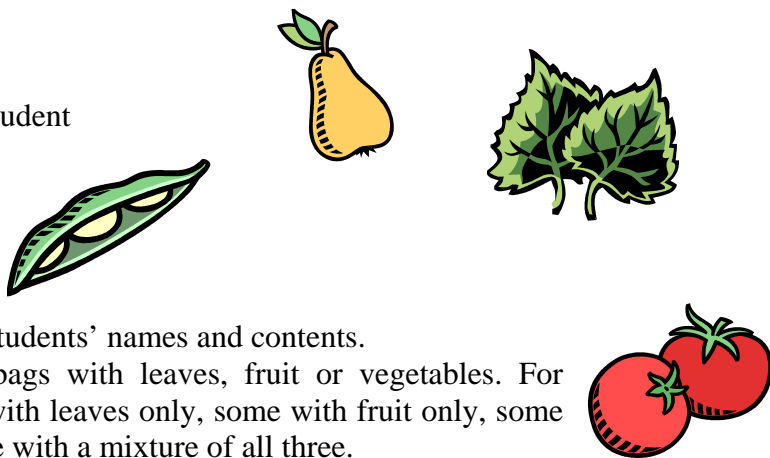 udent
tudents’ names and contents.
bags with leaves, fruit or vegetables. For
with leaves only, some with fruit only, some
e with a mixture of all three.